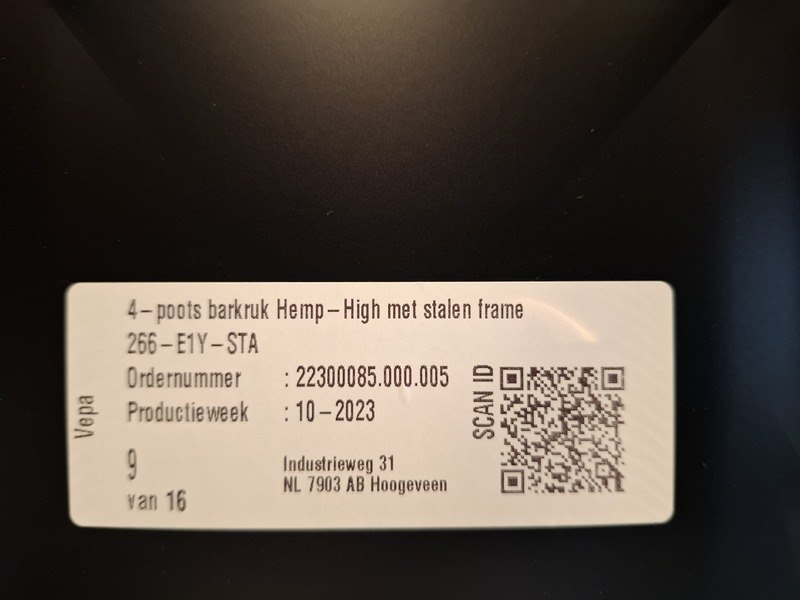 4-poots barkruk Hemp-High met stalen frame
266-E1Y-STA
Ordernummer : 22300085.000.005
Productieweek : 10-2023
9
van 16
Industrieweg 31
NL 7903 AB Hoogeveen
Vepa
SCAN ID